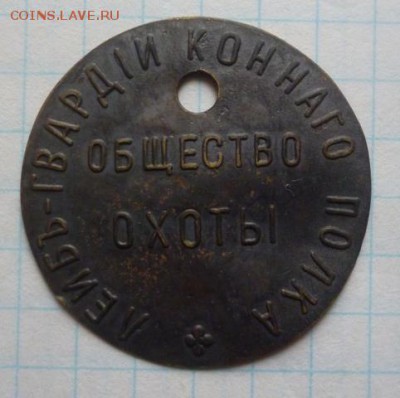 COINS.LAVE.RU
ЛЕЙБЪ-ГВАРДІИ КОННАГО ПОЛКА
ОБЩЕСТВО
ОХОТЫ